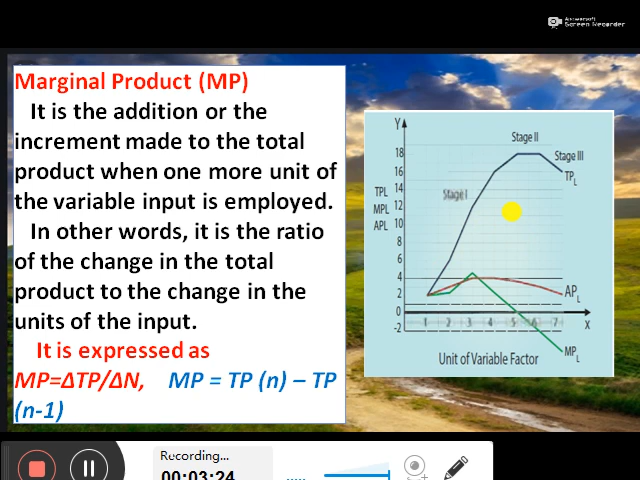 Apowersoft
Screen Recorder
Marginal Product (MP)
It is the addition or the
increment made to the total
product when one more unit of
the variable input is employed.
In other words, it is the ratio
of the change in the total
product to the change in the
units of the input.
It is expressed as
MP=ΔTP/ΔN, MP = TP (n) – TP
(n-1)
Y
Stage II
18
Stage III
16
TPL
14
TPL
Stage I
MPL
12
APL
10
8
6
4
2
APL
0
-2
1 2 3 4 5 6 7
X
MPL
Unit of Variable Factor
Recording...
00:03:24